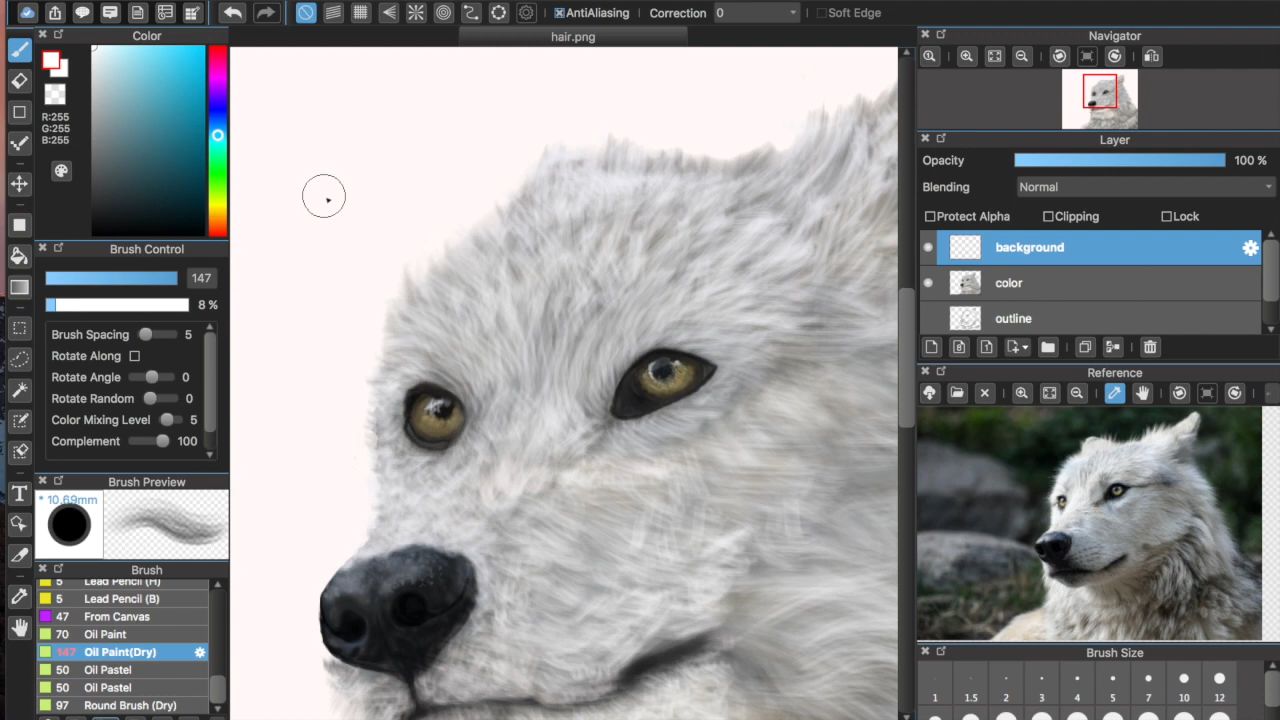 AntiAliasing
Correction
0
Soft Edge
hair.png
Color
R:255
G:255
B:255
Brush Control
147
8 %
Brush Spacing 5
Rotate Along
Rotate Angle 0
Rotate Random 0
Color Mixing Level 5
Complement 100
Brush Preview
* 10.69mm
Brush
5 Lead Pencil (H)
5 Lead Pencil (B)
47 From Canvas
70 Oil Paint
147 Oil Paint(Dry)
50 Oil Pastel
50 Oil Pastel
97 Round Brush (Dry)
Navigator
Layer
Opacity 100 %
Blending Normal
Protect Alpha Clipping Lock
background
color
outline
Reference
Brush Size
1 1.5 2 3 4 5 7 10 12